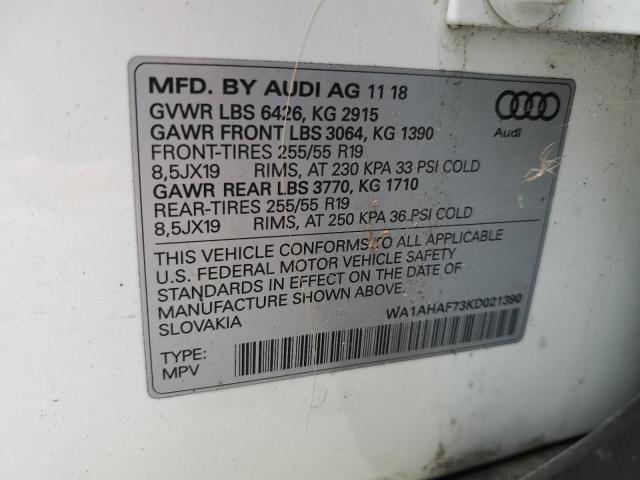 MFD. BY AUDI AG 11 18
GVWR LBS 6426, KG 2915
GAWR FRONT LBS 3064, KG 1390
FRONT-TIRES 255/55 R19
8,5JX19 RIMS, AT 230 KPA 33 PSI COLD
GAWR REAR LBS 3770, KG 1710
REAR-TIRES 255/55 R19
8,5JX19 RIMS, AT 250 KPA 36 PSI COLD
Audi
THIS VEHICLE CONFORMS TO ALL APPLICABLE
U.S. FEDERAL MOTOR VEHICLE SAFETY
STANDARDS IN EFFECT ON THE DATE OF
MANUFACTURE SHOWN ABOVE.
SLOVAKIA
WA1AHAF73KD021390
TYPE:
MPV